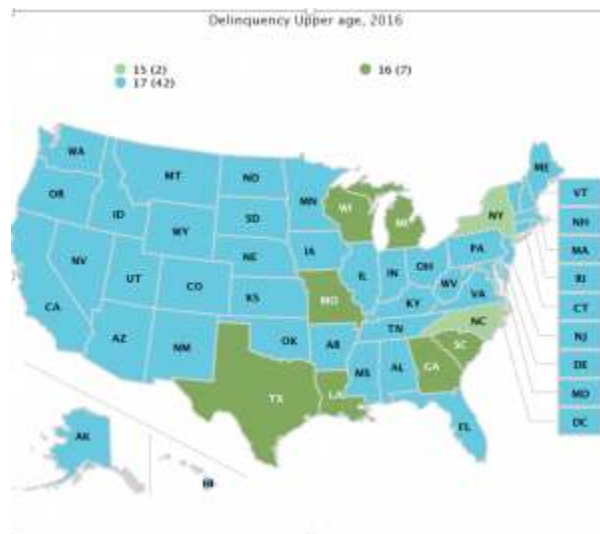 Delinquency Upper age, 2016
15 (2)
16 (7)
17 (42)
WA
MT
ND
MN
ME
VT
OR
ID
SD
WI
MI
NY
NH
WY
IA
PA
MA
NV
NE
IL
IN
OH
RI
UT
CO
WV
VA
CT
CA
KS
MO
KY
NJ
AZ
NM
OK
AR
TN
NC
DE
TX
LA
MS
AL
GA
SC
MD
FL
DC
AK